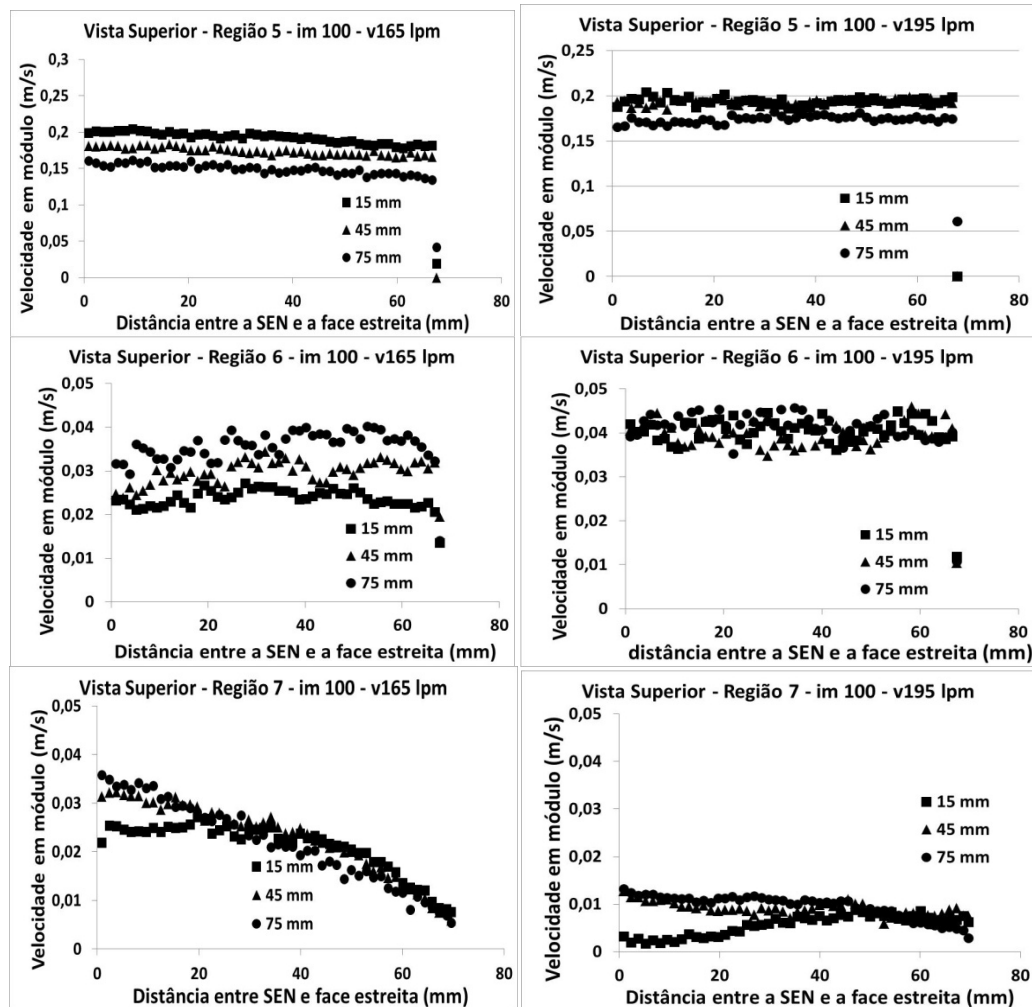 Vista Superior - Região 5 - im 100 - v165 lpm
Velocidade em módulo (m/s)
0,3
0,25
0,2
0,15
0,1
0,05
0
0 20 40 60 80
15 mm
45 mm
75 mm
Distância entre a SEN e a face estreita (mm)
Vista Superior - Região 5 - im 100 - v195 lpm
Velocidade em módulo (m/s)
0,25
0,2
0,15
0,1
0,05
0
0 20 40 60 80
15 mm
45 mm
75 mm
Distância entre a SEN e a face estreita (mm)
Vista Superior - Região 6 - im 100 - v165 lpm
Velocidade em módulo (m/s)
0,05
0,04
0,03
0,02
0,01
0
0 20 40 60 80
15 mm
45 mm
75 mm
Distância entre a SEN e a face estreita (mm)
Vista Superior - Região 6 - im 100 - v195 lpm
Velocidade em módulo (m/s)
0,05
0,04
0,03
0,02
0,01
0
0 20 40 60 80
15 mm
45 mm
75 mm
distância entre a SEN e a face estreita (mm)
Vista Superior - Região 7 - im 100 - v165 lpm
Velocidade em módulo (m/s)
0,05
0,04
0,03
0,02
0,01
0
0 20 40 60 80
15 mm
45 mm
75 mm
Distância entre a SEN e face estreita (mm)
Vista Superior - Região 7 - im 100 - v195 lpm
Velocidade em módulo (m/s)
0,05
0,04
0,03
0,02
0,01
0
0 20 40 60 80
15 mm
45 mm
75 mm
Distância entre a SEN e a face estreita (mm)